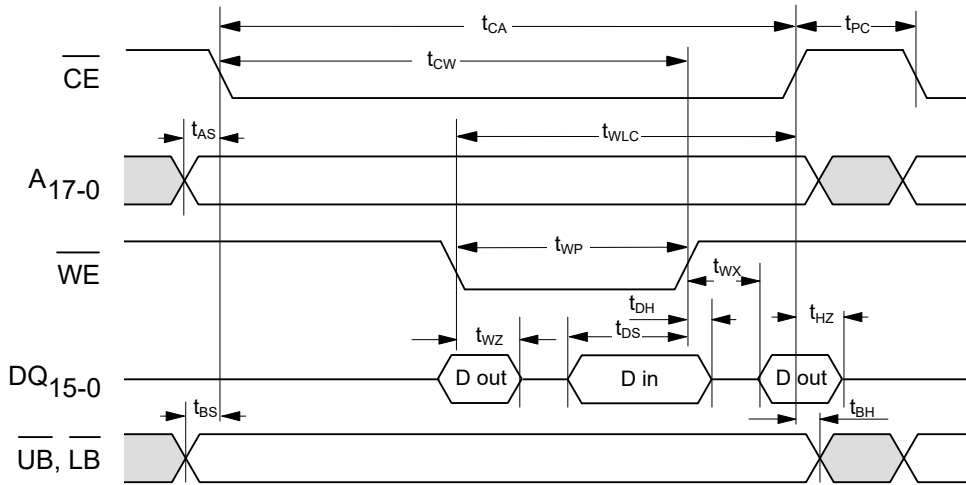 tCA
tPC
tCW
CE
tAS
tWLC
A17-0
tWP
WE
tWX
tDH
tHZ
tWZ
tDS
DQ15-0
D out
D in
D out
tBS
tBH
UB, LB